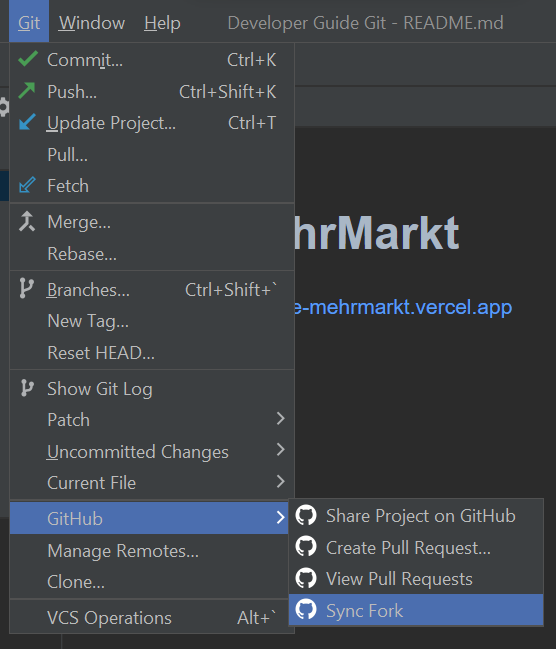 Git Window Help Developer Guide Git - README.md
Commit... Ctrl+K
Push... Ctrl+Shift+K
Update Project... Ctrl+T
Pull...
Fetch
Merge...
hrMarkt
Rebase...
Branches... Ctrl+Shift+`
e-mehrmarkt.vercel.app
New Tag...
Reset HEAD...
Show Git Log
Patch
Uncommitted Changes
Current File
GitHub
Share Project on GitHub
Create Pull Request...
View Pull Requests
Sync Fork
Manage Remotes...
Clone...
VCS Operations Alt+`